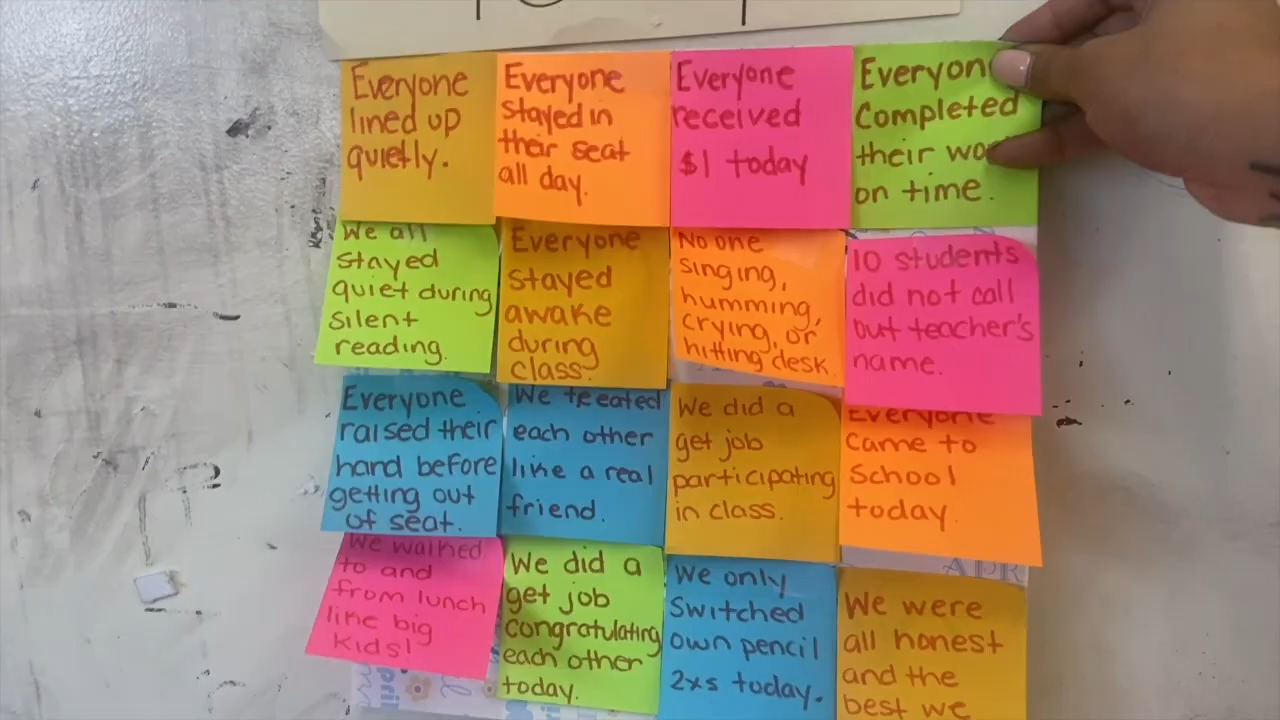 Everyone
lined up
quietly.
Everyone
stayed in
their seat
all day.
Everyone
received
$1 today
Everyon
completed
their wo
on time.
We all
stayed
quiet during
silent
reading.
Everyone
stayed
awake
during
class.
No one
singing,
humming,
crying, or
hitting desk.
10 students
did not call
out teacher's
name.
Everyone
raised their
hand before
getting out
of seat.
We treated
each other
like a real
friend.
We did a
get job
participating
in class.
Everyone
came to
school
today.
We walked
to and
from lunch
like big
kids!
We did a
get job
congratulating
each other
today.
We only
switched
own pencil
2xs today.
We were
all honest
and the
best we
APR